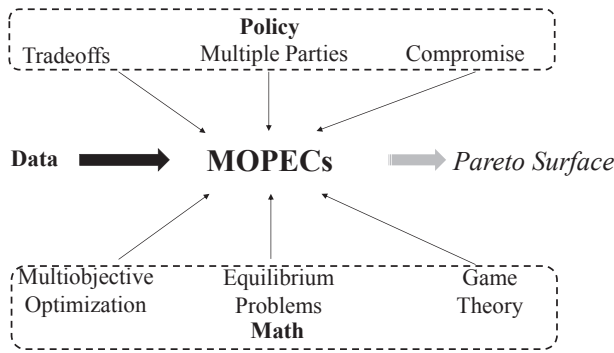 Policy
Tradeoffs Multiple Parties Compromise
Data MOPECs Pareto Surface
Multiobjective Equilibrium Game
Optimization Problems Theory
Math